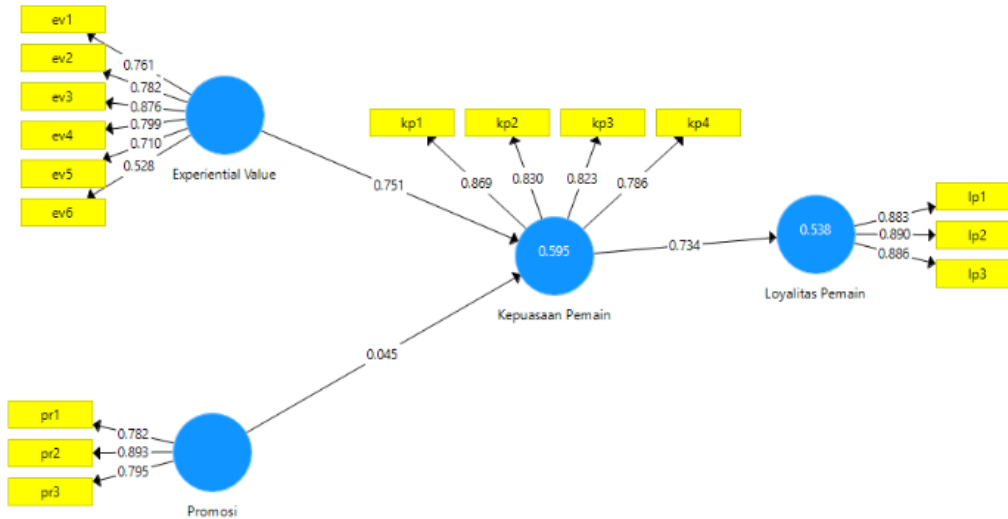 ev1
ev2
ev3
ev4
ev5
ev6
0.761
0.782
0.876
0.799
0.710
0.528
Experiential Value
0.751
kp1
kp2
kp3
kp4
0.869
0.830
0.823
0.786
0.595
Kepuasaan Pemain
0.734
0.538
Loyalitas Pemain
0.883
0.890
0.886
lp1
lp2
lp3
0.045
pr1
pr2
pr3
0.782
0.893
0.795
Promosi